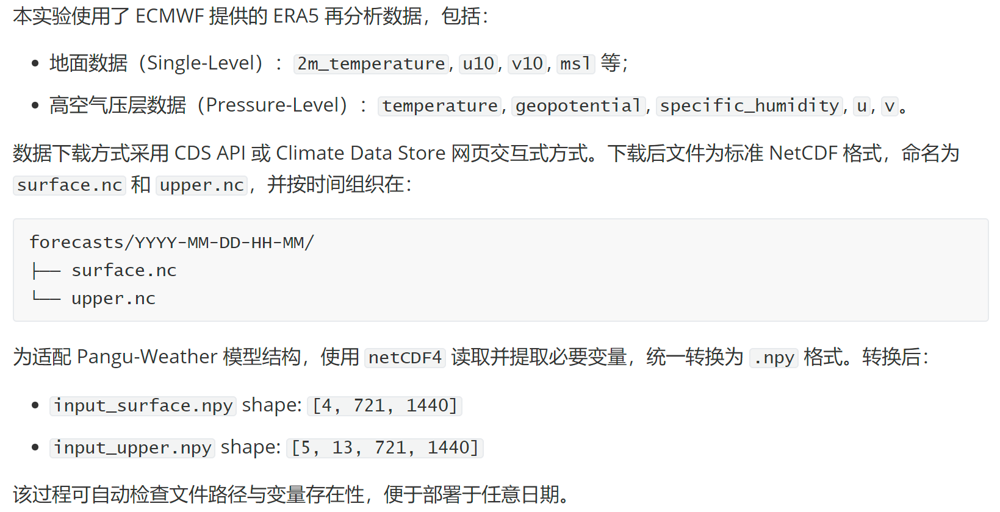 本实验使用了 ECMWF 提供的 ERA5 再分析数据，包括：
• 地面数据（Single-Level）：2m_temperature, u10, v10, msl 等；
• 高空气压层数据（Pressure-Level）：temperature, geopotential, specific_humidity, u, v。
数据下载方式采用 CDS API 或 Climate Data Store 网页交互式方式。下载后文件为标准 NetCDF 格式，命名为
surface.nc 和 upper.nc，并按时间组织在：
forecasts/YYYY-MM-DD-HH-MM/
├── surface.nc
└── upper.nc
为适配 Pangu-Weather 模型结构，使用 netCDF4 读取并提取必要变量，统一转换为 .npy 格式。转换后：
• input_surface.npy shape: [4, 721, 1440]
• input_upper.npy shape: [5, 13, 721, 1440]
该过程可自动检查文件路径与变量存在性，便于部署于任意日期。